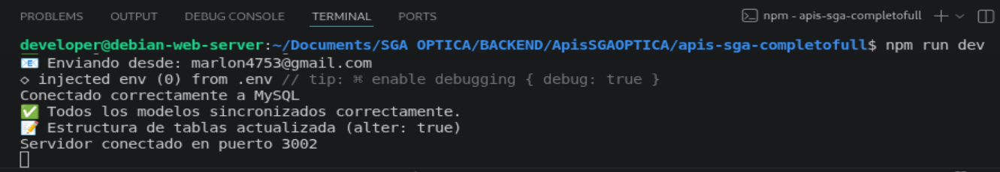 PROBLEMS OUTPUT DEBUG CONSOLE TERMINAL PORTS npm - apis-sga-completofull
developer@debian-web-server:~/Documents/SGA OPTICA/BACKEND/ApisSGAOPTICA/apis-sga-completofull$ npm run dev
📧 Enviando desde: marlon4753@gmail.com
◇ injected env (0) from .env // tip: ⌘ enable debugging { debug: true }
Conectado correctamente a MySQL
✅ Todos los modelos sincronizados correctamente.
📝 Estructura de tablas actualizada (alter: true)
Servidor conectado en puerto 3002